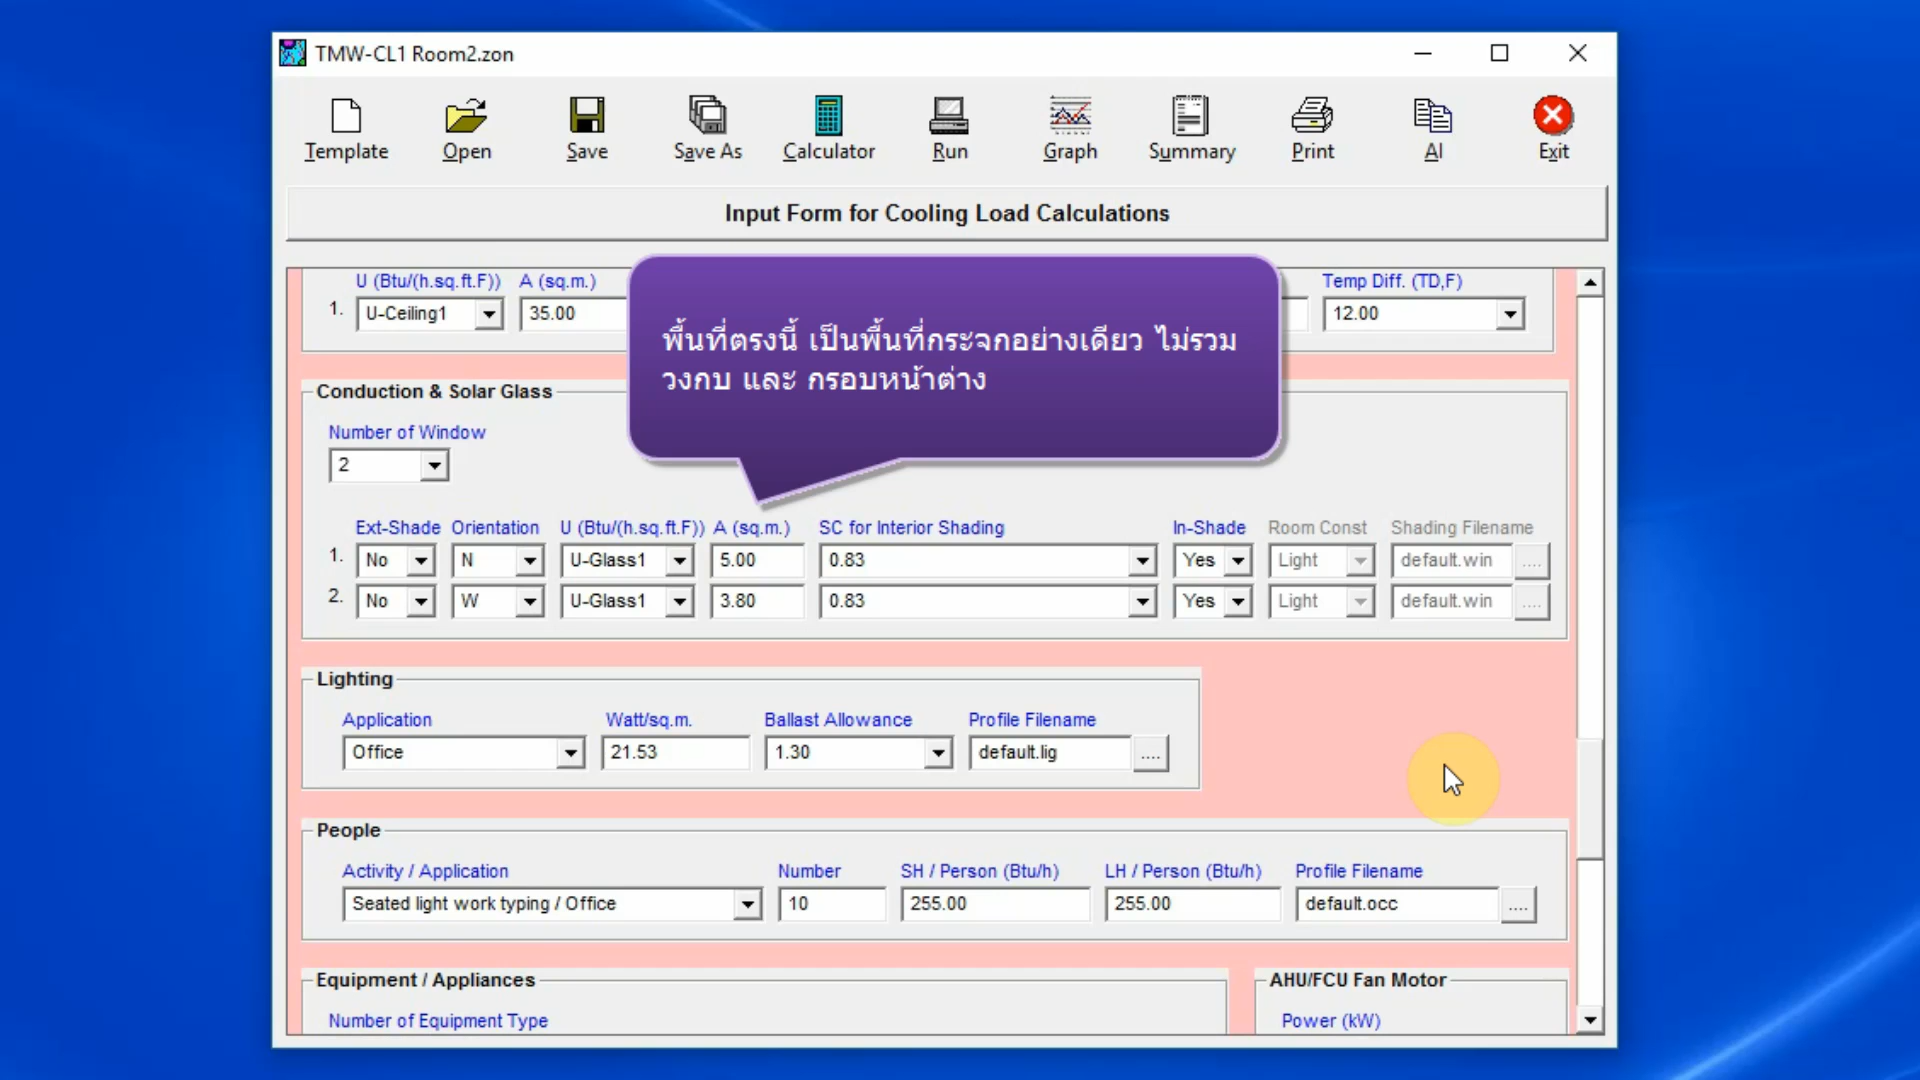 TMW-CL1 Room2.zon
Template Open Save Save As Calculator Run Graph Summary Print AI Exit
Input Form for Cooling Load Calculations
U (Btu/(h.sq.ft.F)) A (sq.m.) Temp Diff. (TD,F)
1. U-Ceiling1 35.00 12.00
พื้นที่ตรงนี้ เป็นพื้นที่กระจกอย่างเดียว ไม่รวม
วงกบ และ กรอบหน้าต่าง
Conduction & Solar Glass
Number of Window
2
Ext-Shade Orientation U (Btu/(h.sq.ft.F)) A (sq.m.) SC for Interior Shading In-Shade Room Const Shading Filename
1. No N U-Glass1 5.00 0.83 Yes Light default.win ....
2. No W U-Glass1 3.80 0.83 Yes Light default.win ....
Lighting
Application Watt/sq.m. Ballast Allowance Profile Filename
Office 21.53 1.30 default.lig ....
People
Activity / Application Number SH / Person (Btu/h) LH / Person (Btu/h) Profile Filename
Seated light work typing / Office 10 255.00 255.00 default.occ ....
Equipment / Appliances AHU/FCU Fan Motor
Number of Equipment Type Power (kW)